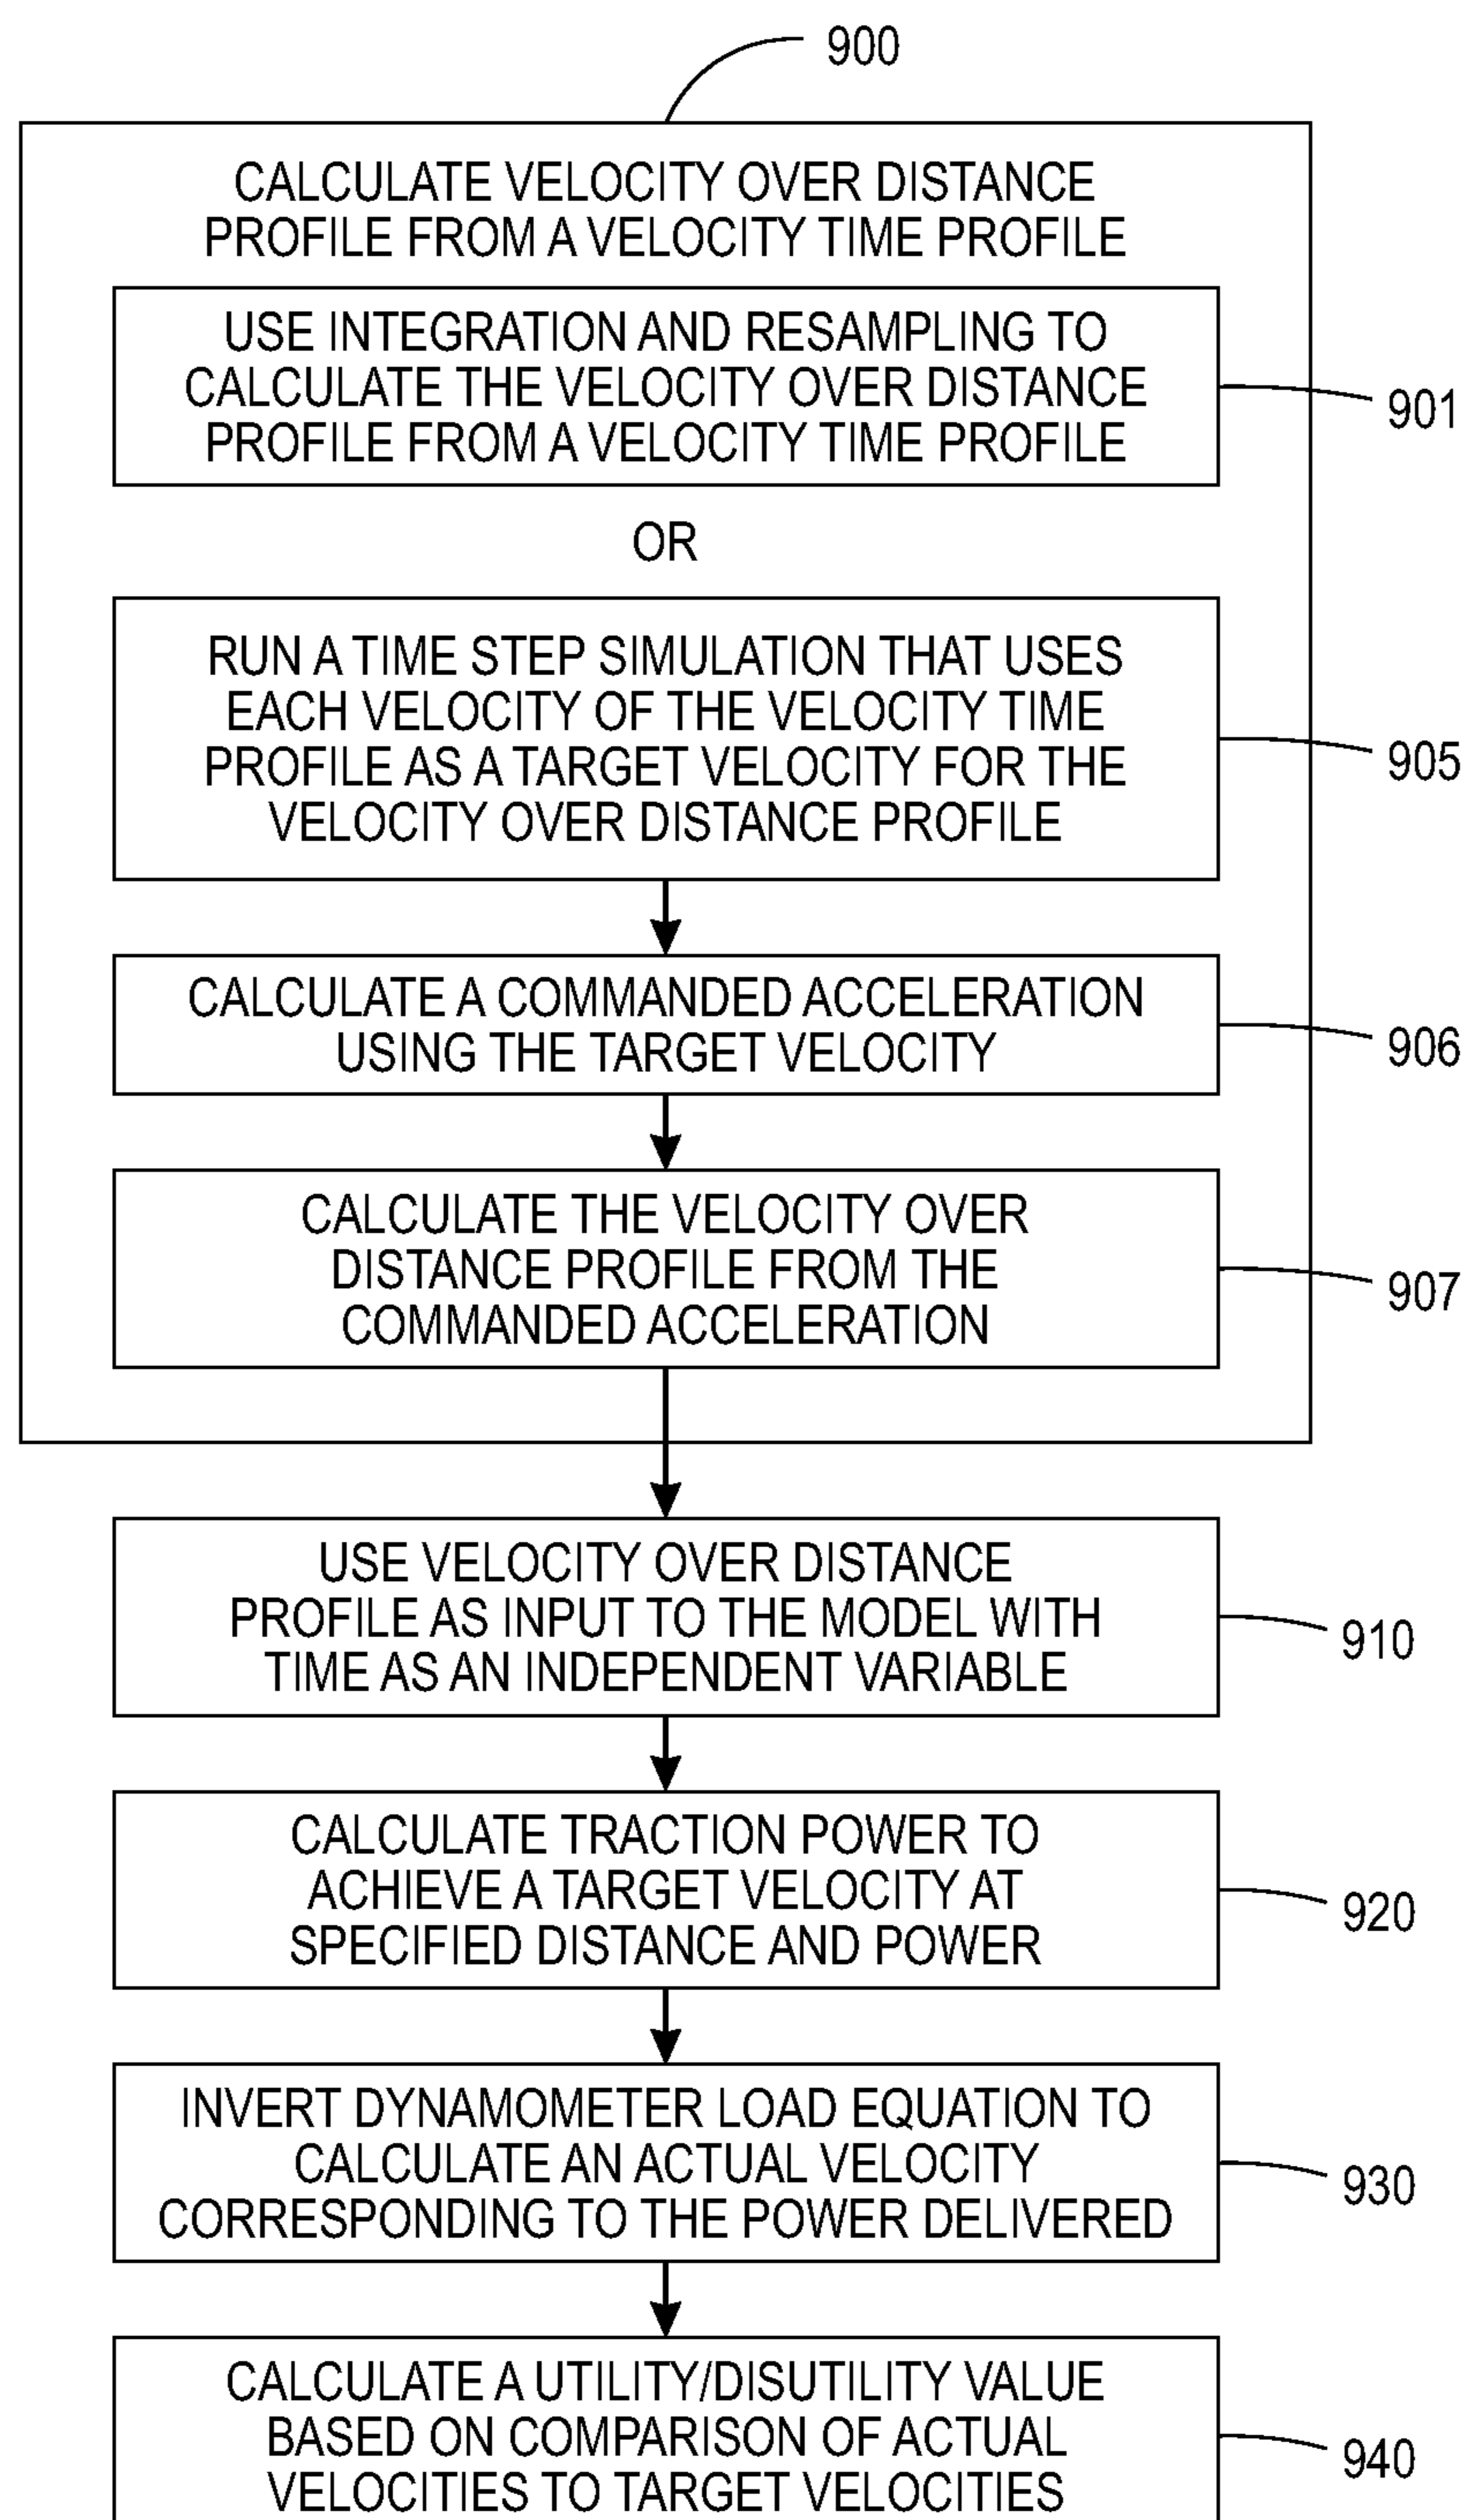 900
CALCULATE VELOCITY OVER DISTANCE
PROFILE FROM A VELOCITY TIME PROFILE
USE INTEGRATION AND RESAMPLING TO
CALCULATE THE VELOCITY OVER DISTANCE
PROFILE FROM A VELOCITY TIME PROFILE
901
OR
RUN A TIME STEP SIMULATION THAT USES
EACH VELOCITY OF THE VELOCITY TIME
PROFILE AS A TARGET VELOCITY FOR THE
VELOCITY OVER DISTANCE PROFILE
905
CALCULATE A COMMANDED ACCELERATION
USING THE TARGET VELOCITY
906
CALCULATE THE VELOCITY OVER
DISTANCE PROFILE FROM THE
COMMANDED ACCELERATION
907
USE VELOCITY OVER DISTANCE
PROFILE AS INPUT TO THE MODEL WITH
TIME AS AN INDEPENDENT VARIABLE
910
CALCULATE TRACTION POWER TO
ACHIEVE A TARGET VELOCITY AT
SPECIFIED DISTANCE AND POWER
920
INVERT DYNAMOMETER LOAD EQUATION TO
CALCULATE AN ACTUAL VELOCITY
CORRESPONDING TO THE POWER DELIVERED
930
CALCULATE A UTILITY/DISUTILITY VALUE
BASED ON COMPARISON OF ACTUAL
VELOCITIES TO TARGET VELOCITIES
940